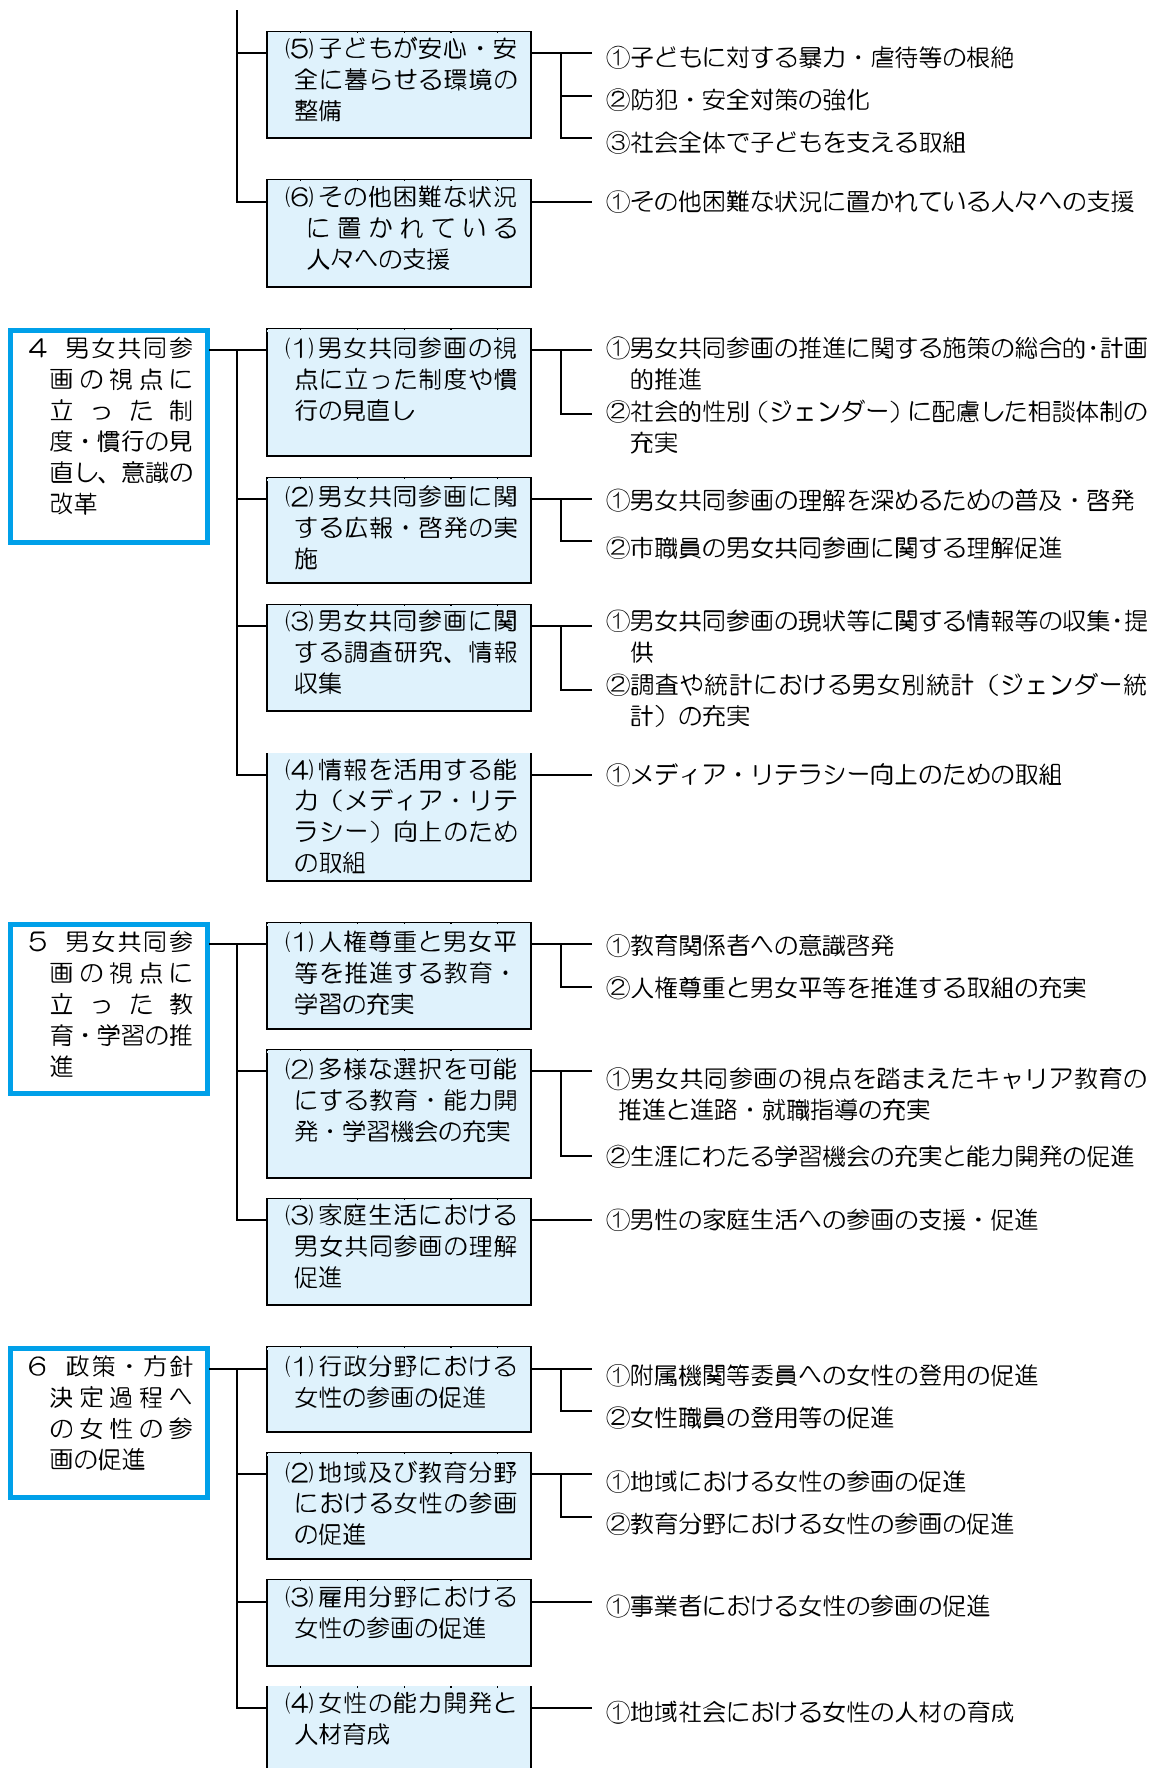 ⑸子どもが安心・安
全に暮らせる環境の
整備
①子どもに対する暴力・虐待等の根絶
②防犯・安全対策の強化
③社会全体で子どもを支える取組
⑹その他困難な状況
に置かれている
人々への支援
①その他困難な状況に置かれている人々への支援
4 男女共同参
画の視点に
立った制
度・慣行の見
直し、意識の
改革
⑴男女共同参画の視
点に立った制度や慣
行の見直し
①男女共同参画の推進に関する施策の総合的・計画
的推進
②社会的性別（ジェンダー）に配慮した相談体制の
充実
⑵男女共同参画に関
する広報・啓発の実
施
①男女共同参画の理解を深めるための普及・啓発
②市職員の男女共同参画に関する理解促進
⑶男女共同参画に関
する調査研究、情報
収集
①男女共同参画の現状等に関する情報等の収集・提
供
②調査や統計における男女別統計（ジェンダー統
計）の充実
⑷情報を活用する能
力（メディア・リテ
ラシー）向上のため
の取組
①メディア・リテラシー向上のための取組
5 男女共同参
画の視点に
立った教
育・学習の推
進
⑴人権尊重と男女平
等を推進する教育・
学習の充実
①教育関係者への意識啓発
②人権尊重と男女平等を推進する取組の充実
⑵多様な選択を可能
にする教育・能力開
発・学習機会の充実
①男女共同参画の視点を踏まえたキャリア教育の
推進と進路・就職指導の充実
②生涯にわたる学習機会の充実と能力開発の促進
⑶家庭生活における
男女共同参画の理解
促進
①男性の家庭生活への参画の支援・促進
6 政策・方針
決定過程へ
の女性の参
画の促進
⑴行政分野における
女性の参画の促進
①附属機関等委員への女性の登用の促進
②女性職員の登用等の促進
⑵地域及び教育分野
における女性の参画
の促進
①地域における女性の参画の促進
②教育分野における女性の参画の促進
⑶雇用分野における
女性の参画の促進
①事業者における女性の参画の促進
⑷女性の能力開発と
人材育成
①地域社会における女性の人材の育成